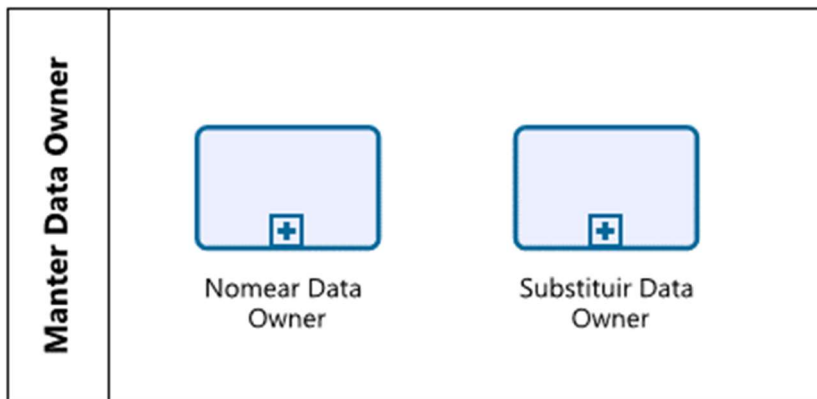 Manter Data Owner
Nomear Data
Owner
Substituir Data
Owner